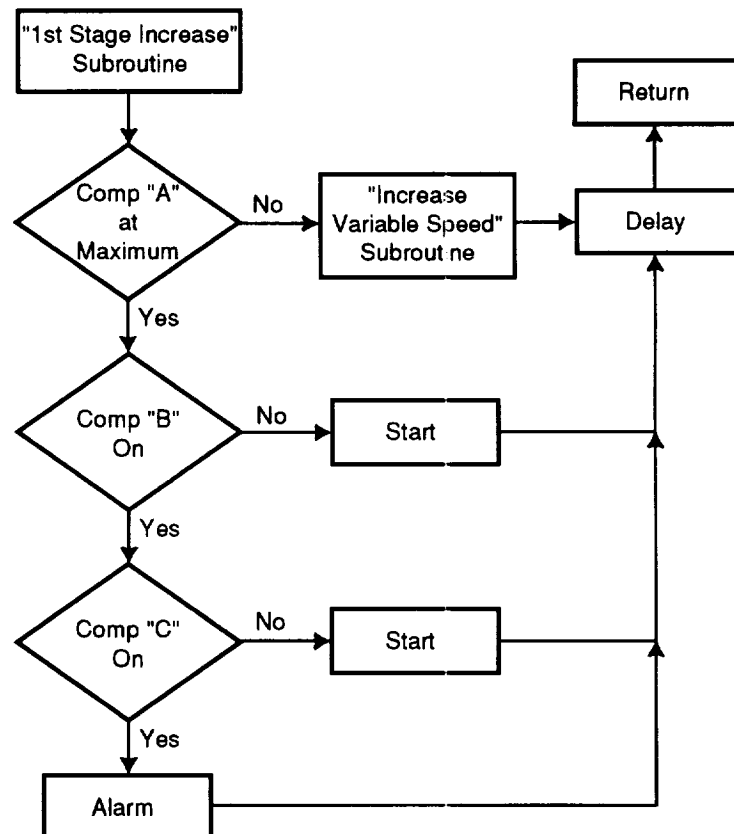 "1st Stage Increase"
Subroutine
Return
Comp "A"
at
Maximum
No
"Increase
Variable Speed"
Subroutine
Delay
Yes
Comp "B"
On
No
Start
Yes
Comp "C"
On
No
Start
Yes
Alarm